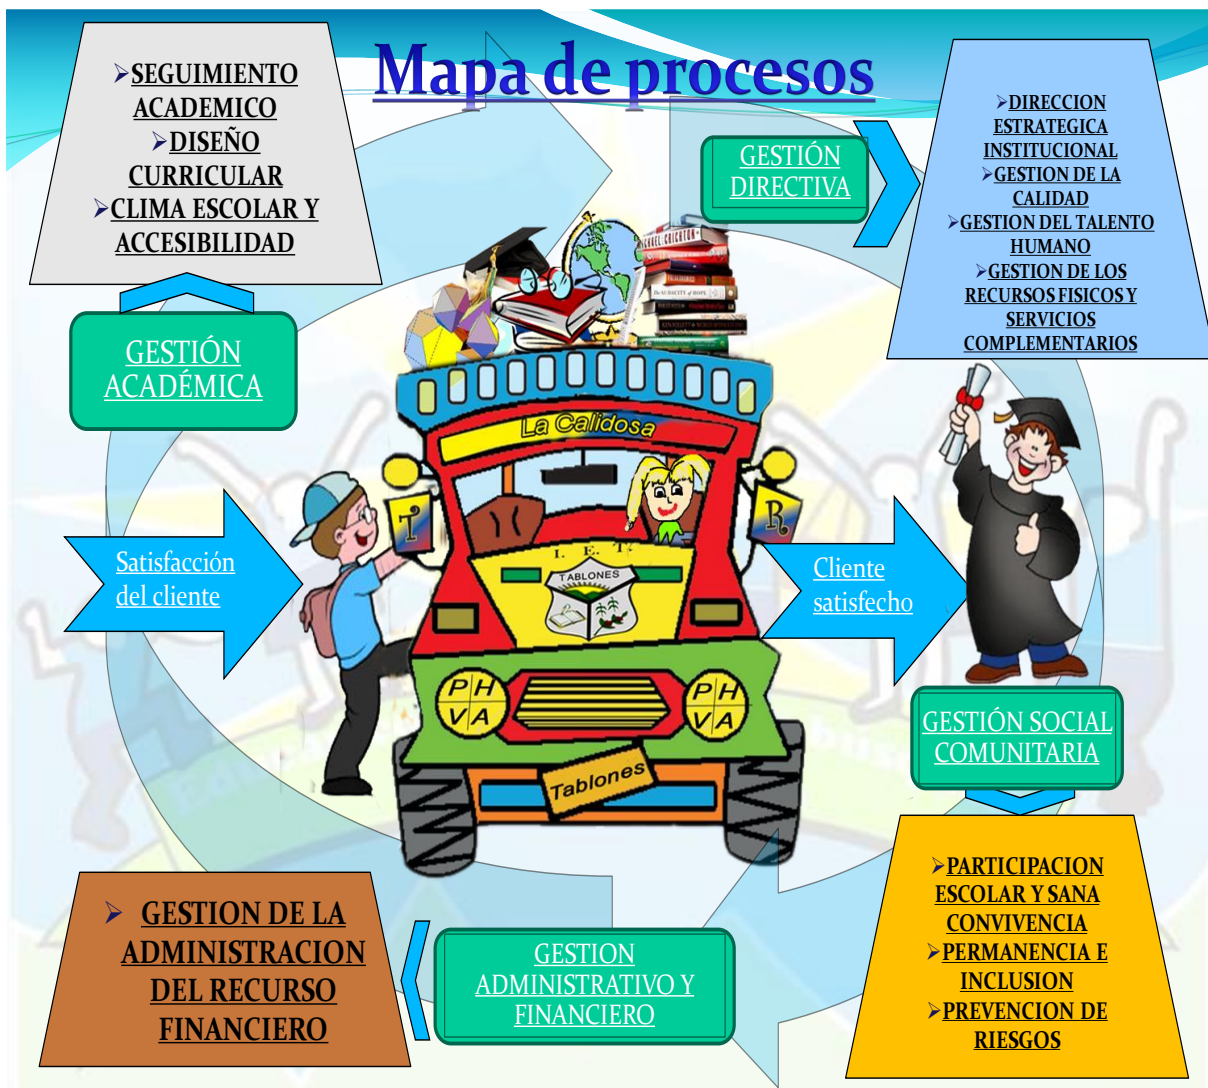 Mapa de procesos
➢SEGUIMIENTO
ACADEMICO
➢DISEÑO
CURRICULAR
➢CLIMA ESCOLAR Y
ACCESIBILIDAD
GESTIÓN
ACADÉMICA
GESTIÓN
DIRECTIVA
➢DIRECCION
ESTRATEGICA
INSTITUCIONAL
➢GESTION DE LA
CALIDAD
➢GESTION DEL TALENTO
HUMANO
➢GESTION DE LOS
RECURSOS FISICOS Y
SERVICIOS
COMPLEMENTARIOS
La Calidosa
T
R
I. E. T.
TABLONES
Satisfacción
del cliente
Cliente
satisfecho
P H
V A
P H
V A
Tablones
GESTIÓN SOCIAL
COMUNITARIA
➢PARTICIPACION
ESCOLAR Y SANA
CONVIVENCIA
➢PERMANENCIA E
INCLUSION
➢PREVENCION DE
RIESGOS
GESTION
ADMINISTRATIVO Y
FINANCIERO
➢ GESTION DE LA
ADMINISTRACION
DEL RECURSO
FINANCIERO